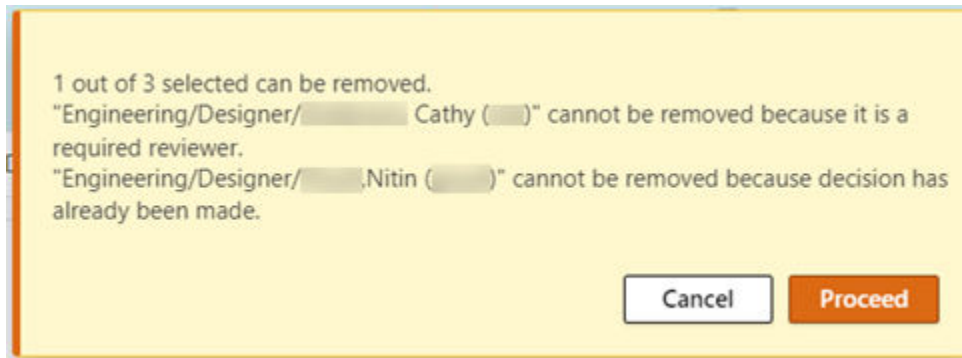 1 out of 3 selected can be removed.
"Engineering/Designer/ Cathy ( )" cannot be removed because it is a
required reviewer.
"Engineering/Designer/ ,Nitin ( )" cannot be removed because decision has
already been made.
Cancel Proceed